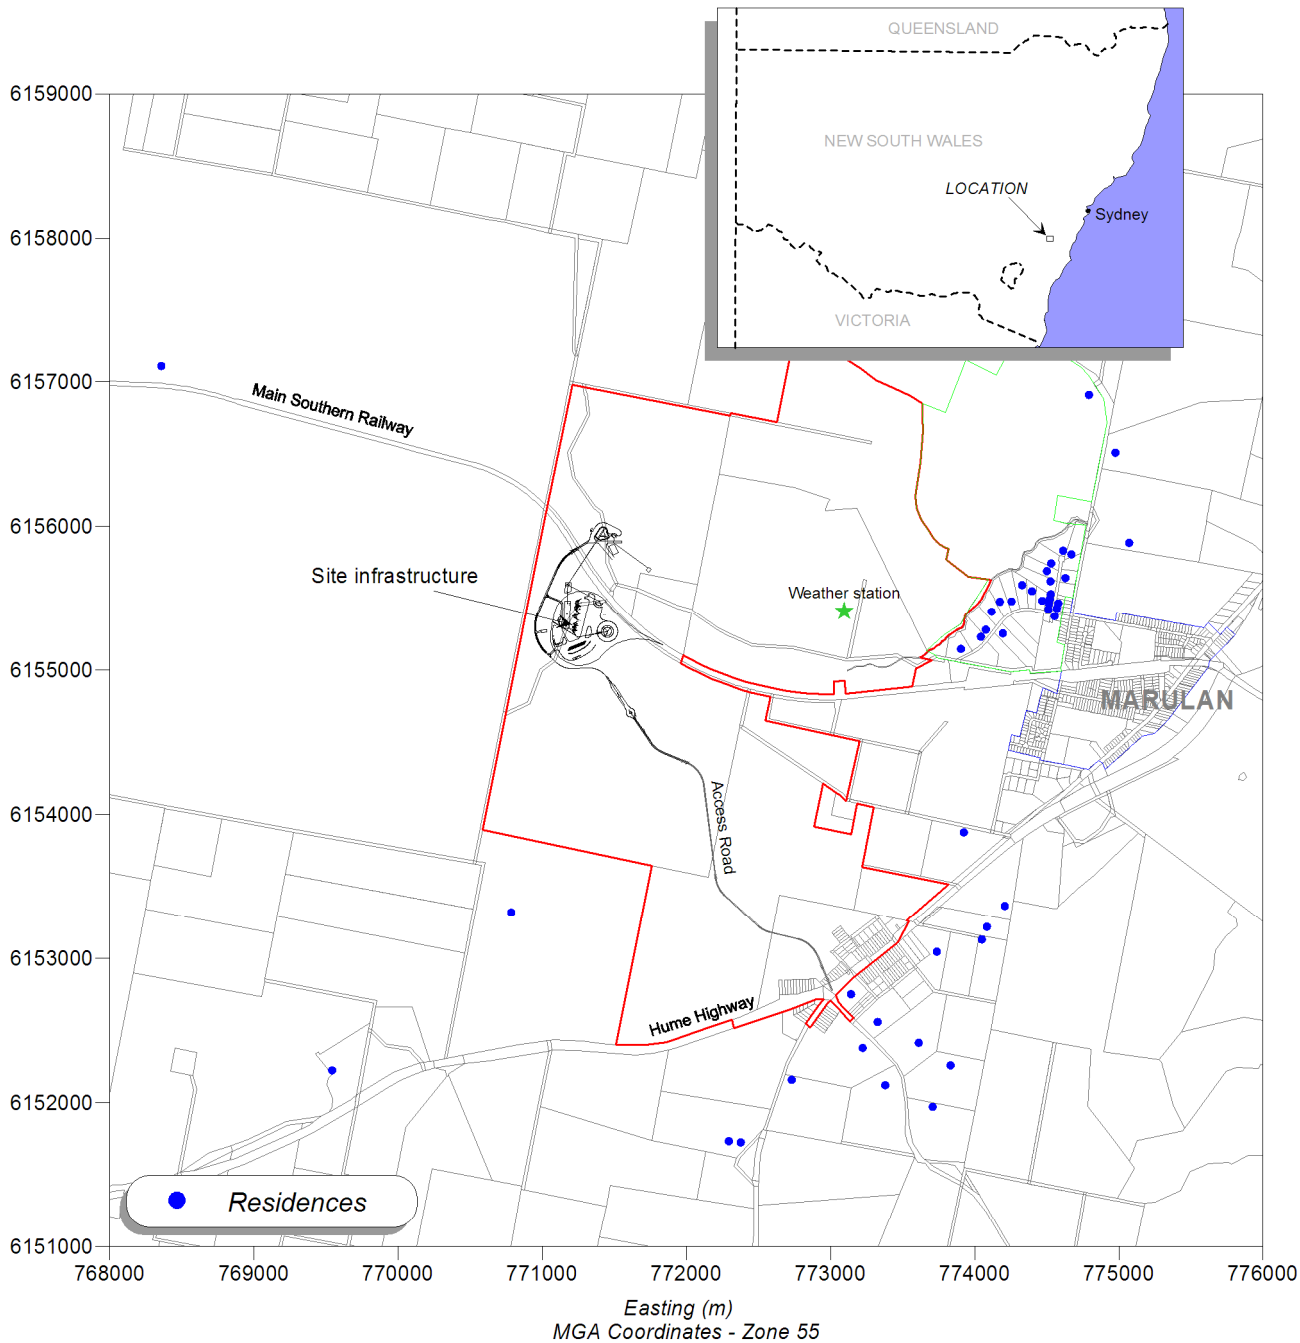 QUEENSLAND
NEW SOUTH WALES
LOCATION
Sydney
VICTORIA
6159000
6158000
6157000
6156000
6155000
6154000
6153000
6152000
6151000
Main Southern Railway
Site infrastructure
Weather station
MARULAN
Access Road
Hume Highway
Residences
768000 769000 770000 771000 772000 773000 774000 775000 776000
Easting (m)
MGA Coordinates - Zone 55